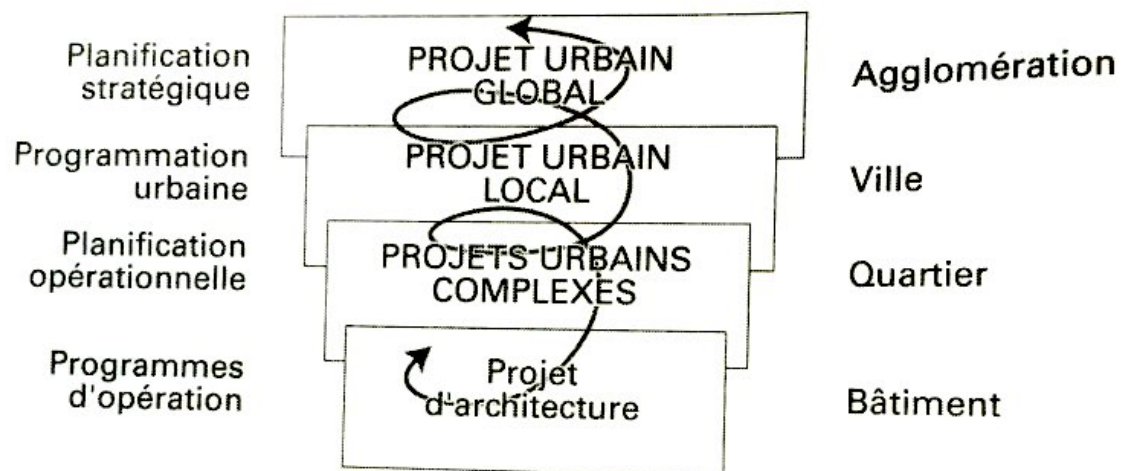 Planification
stratégique
PROJET URBAIN
GLOBAL
Agglomération
Programmation
urbaine
PROJET URBAIN
LOCAL
Ville
Planification
opérationnelle
PROJETS URBAINS
COMPLEXES
Quartier
Programmes
d'opération
Projet
d'architecture
Bâtiment